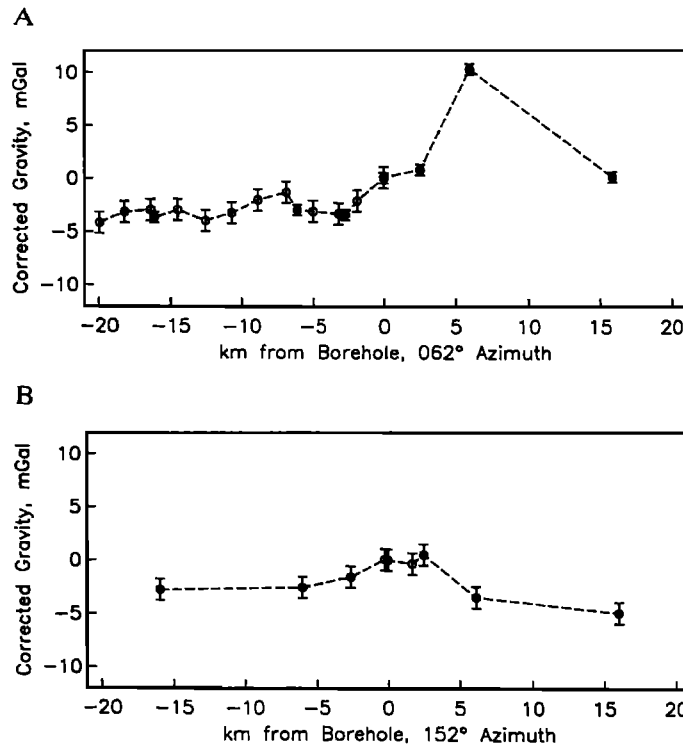 A
Corrected Gravity, mGal
10
5
0
−5
−10
−20 −15 −10 −5 0 5 10 15 20
km from Borehole, 062° Azimuth
B
Corrected Gravity, mGal
10
5
0
−5
−10
−20 −15 −10 −5 0 5 10 15 20
km from Borehole, 152° Azimuth